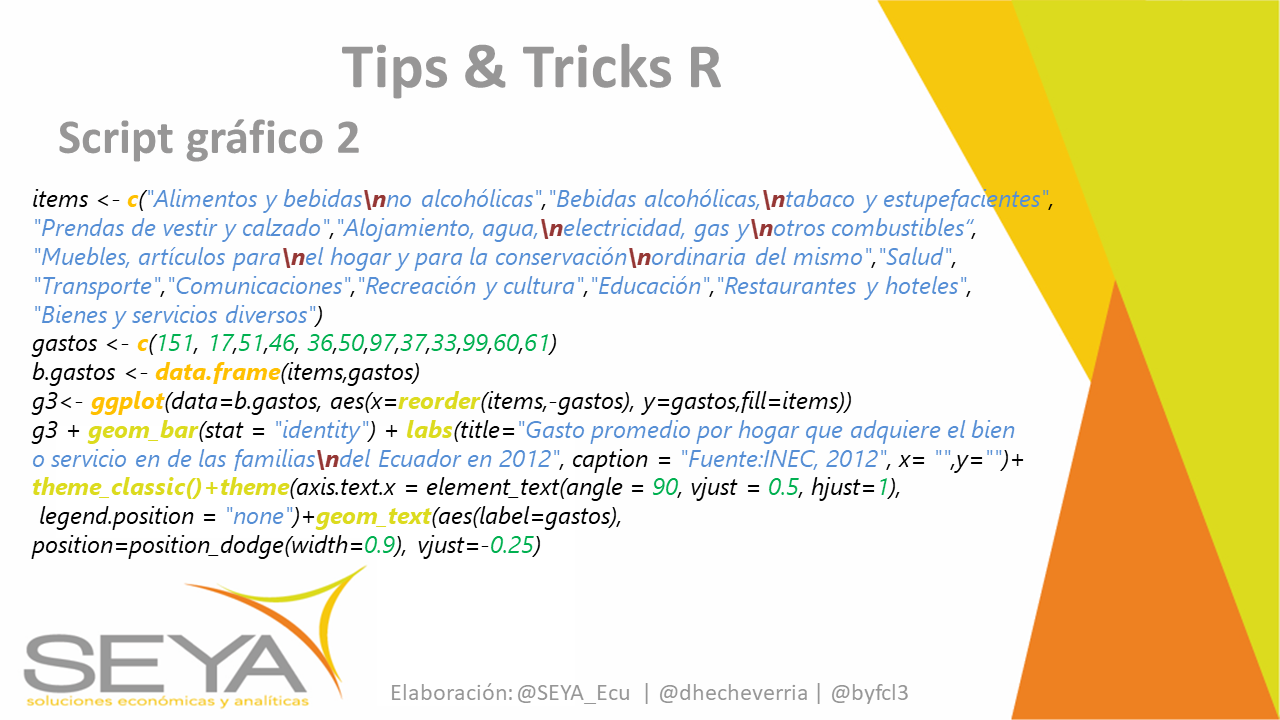 Tips & Tricks R
Script gráfico 2
items <- c("Alimentos y bebidas\nno alcohólicas","Bebidas alcohólicas,\ntabaco y estupefacientes",
"Prendas de vestir y calzado","Alojamiento, agua,\nelectricidad, gas y\notros combustibles“,
"Muebles, artículos para\nel hogar y para la conservación\nordinaria del mismo","Salud",
"Transporte","Comunicaciones","Recreación y cultura","Educación","Restaurantes y hoteles",
"Bienes y servicios diversos")
gastos <- c(151, 17,51,46, 36,50,97,37,33,99,60,61)
b.gastos <- data.frame(items,gastos)
g3<- ggplot(data=b.gastos, aes(x=reorder(items,-gastos), y=gastos,fill=items))
g3 + geom_bar(stat = "identity") + labs(title="Gasto promedio por hogar que adquiere el bien
o servicio en de las familias\ndel Ecuador en 2012", caption = "Fuente:INEC, 2012", x= "",y="")+
theme_classic()+theme(axis.text.x = element_text(angle = 90, vjust = 0.5, hjust=1),
legend.position = "none")+geom_text(aes(label=gastos),
position=position_dodge(width=0.9), vjust=-0.25)
SEYA
soluciones económicas y analíticas
Elaboración: @SEYA_Ecu | @dhecheverria | @byfcl3